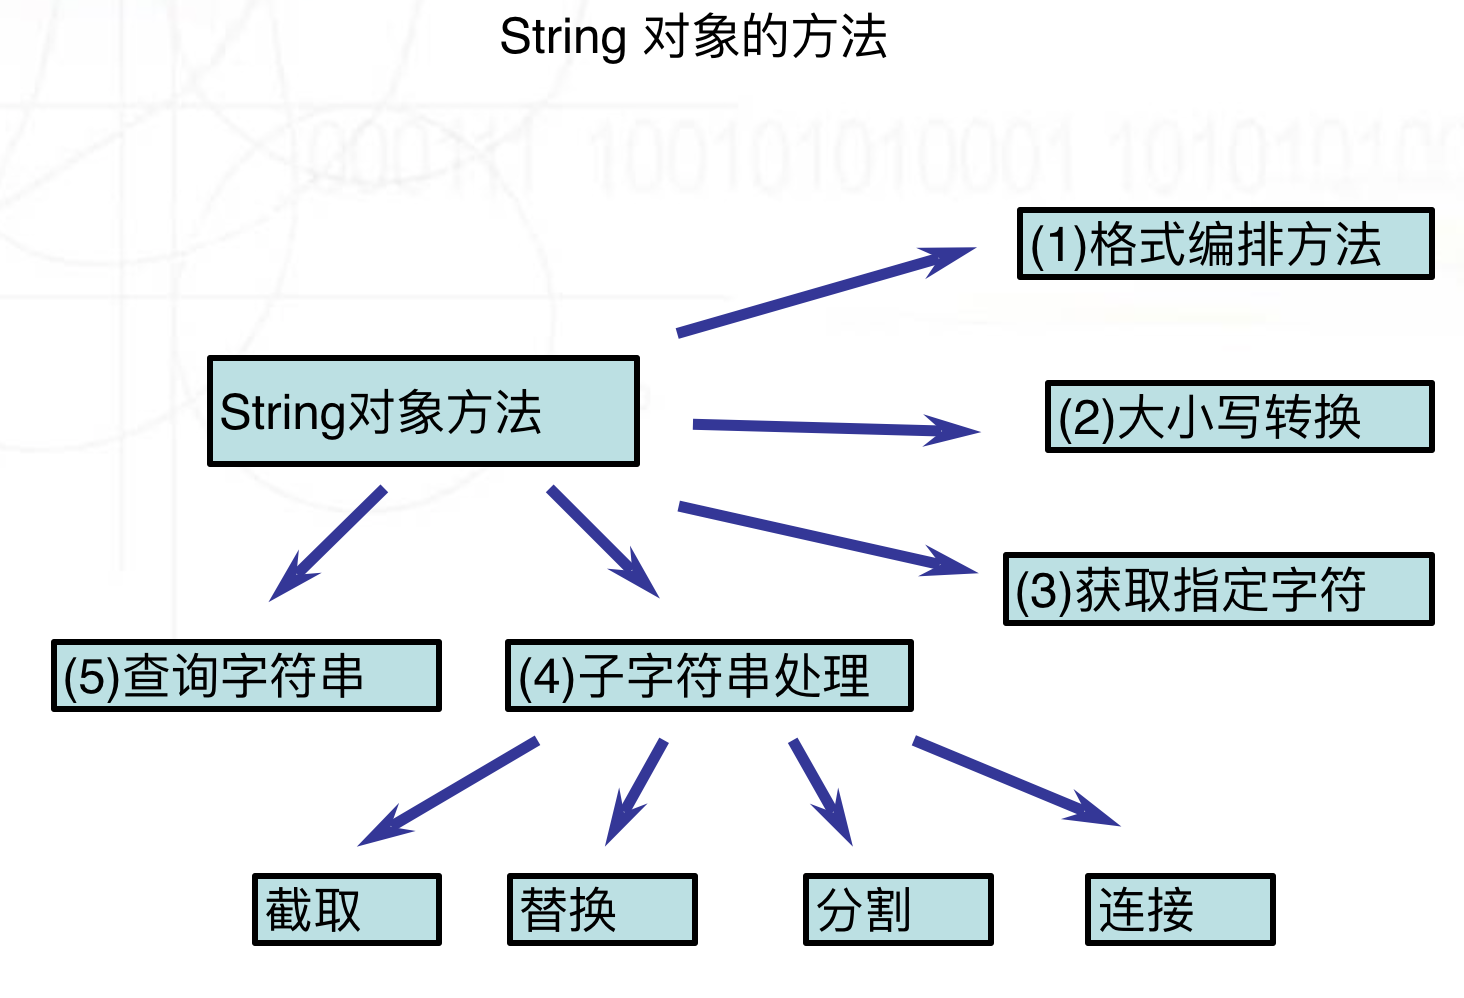 String 对象的方法
000111 100101010001 10101010
(1)格式编排方法
String对象方法
(2)大小写转换
(3)获取指定字符
(5)查询字符串
(4)子字符串处理
截取
替换
分割
连接